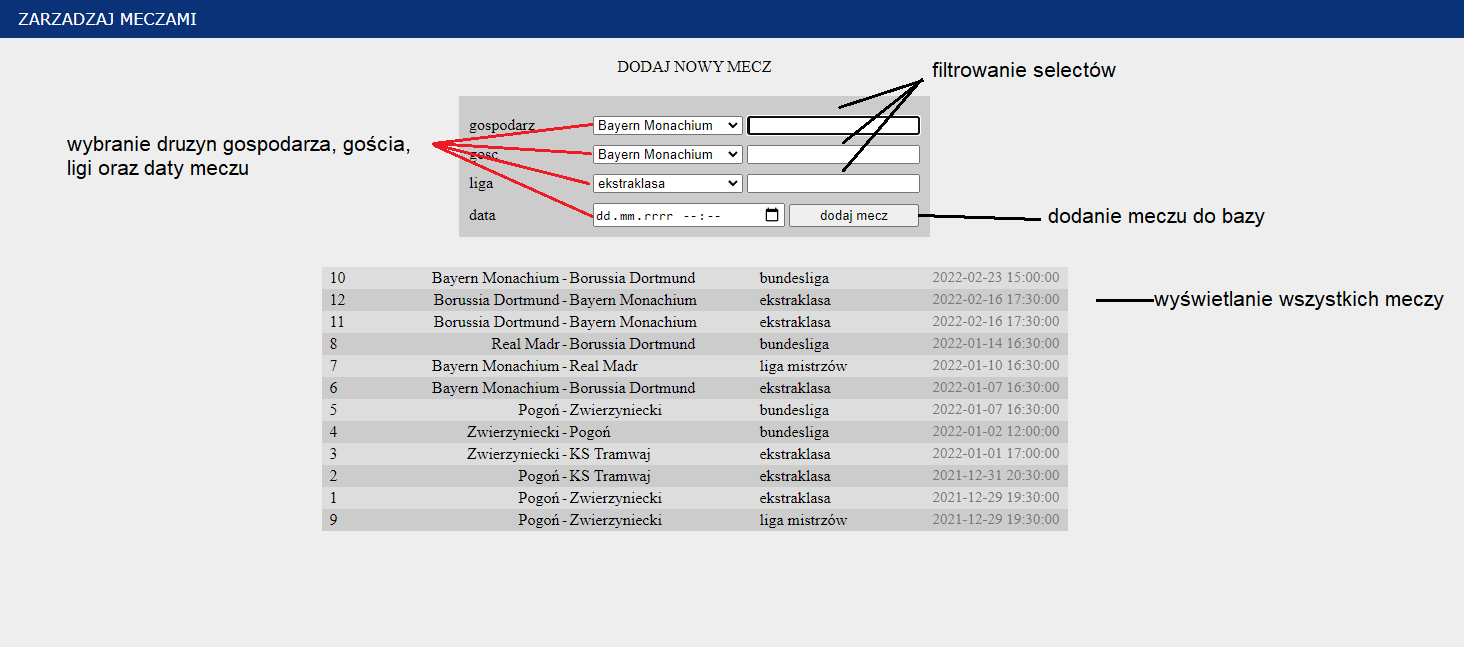 ZARZADZAJ MECZAMI
DODAJ NOWY MECZ
filtrowanie selectów
gospodarz Bayern Monachium
wybranie druzyn gospodarza, gościa,
ligi oraz daty meczu
gosc Bayern Monachium
liga ekstraklasa
data dd.mm.rrrr --:-- dodaj mecz
dodanie meczu do bazy
10 Bayern Monachium - Borussia Dortmund bundesliga 2022-02-23 15:00:00
12 Borussia Dortmund - Bayern Monachium ekstraklasa 2022-02-16 17:30:00
wyświetlanie wszystkich meczy
11 Borussia Dortmund - Bayern Monachium ekstraklasa 2022-02-16 17:30:00
8 Real Madr - Borussia Dortmund bundesliga 2022-01-14 16:30:00
7 Bayern Monachium - Real Madr liga mistrzów 2022-01-10 16:30:00
6 Bayern Monachium - Borussia Dortmund ekstraklasa 2022-01-07 16:30:00
5 Pogoń - Zwierzyniecki bundesliga 2022-01-07 16:30:00
4 Zwierzyniecki - Pogoń bundesliga 2022-01-02 12:00:00
3 Zwierzyniecki - KS Tramwaj ekstraklasa 2022-01-01 17:00:00
2 Pogoń - KS Tramwaj ekstraklasa 2021-12-31 20:30:00
1 Pogoń - Zwierzyniecki ekstraklasa 2021-12-29 19:30:00
9 Pogoń - Zwierzyniecki liga mistrzów 2021-12-29 19:30:00